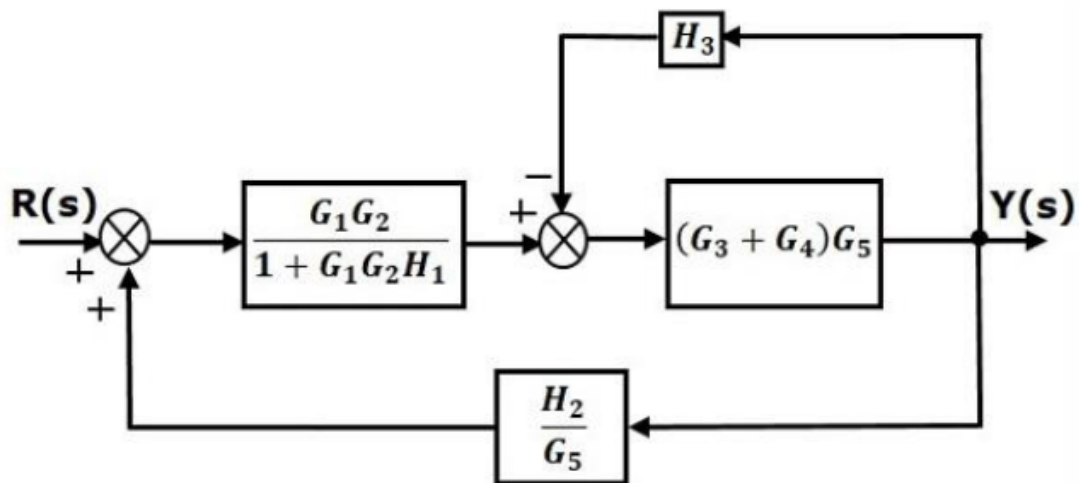 H₃
−
R(s)
+
+
G₁G₂
1 + G₁G₂H₁
+
(G₃ + G₄)G₅
Y(s)
H₂
G₅